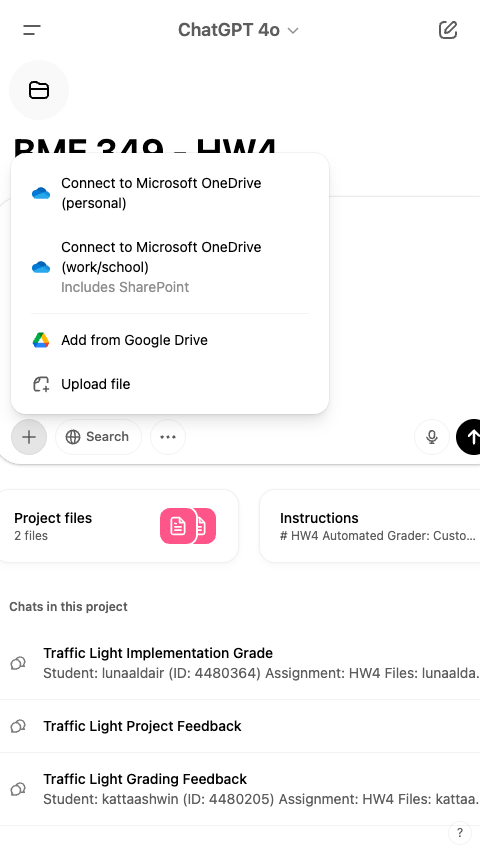 ChatGPT 4o
BME 349 - HW4
Connect to Microsoft OneDrive
(personal)
Connect to Microsoft OneDrive
(work/school)
Includes SharePoint
Add from Google Drive
Upload file
Search
Project files
2 files
Instructions
# HW4 Automated Grader: Custo...
Chats in this project
Traffic Light Implementation Grade
Student: lunaaldair (ID: 4480364) Assignment: HW4 Files: lunaalda.
Traffic Light Project Feedback
Traffic Light Grading Feedback
Student: kattaashwin (ID: 4480205) Assignment: HW4 Files: kattaa.
?